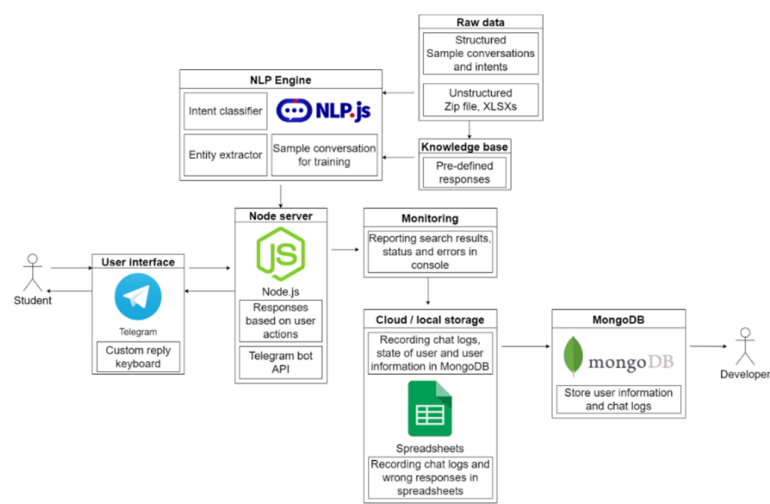 Raw data
Structured
Sample conversations
and intents
Unstructured
Zip file, XLSXs
NLP Engine
Intent classifier
NLP.js
Entity extractor
Sample conversation
for training
Knowledge base
Pre-defined
responses
Node server
JS
Node.js
Responses
based on user
actions
Telegram bot
API
Monitoring
Reporting search results,
status and errors in
console
Student
User interface
Telegram
Custom reply
keyboard
Cloud / local storage
Recording chat logs,
state of user and user
information in MongoDB
Spreadsheets
Recording chat logs and
wrong responses in
spreadsheets
MongoDB
mongoDB
Store user information
and chat logs
Developer